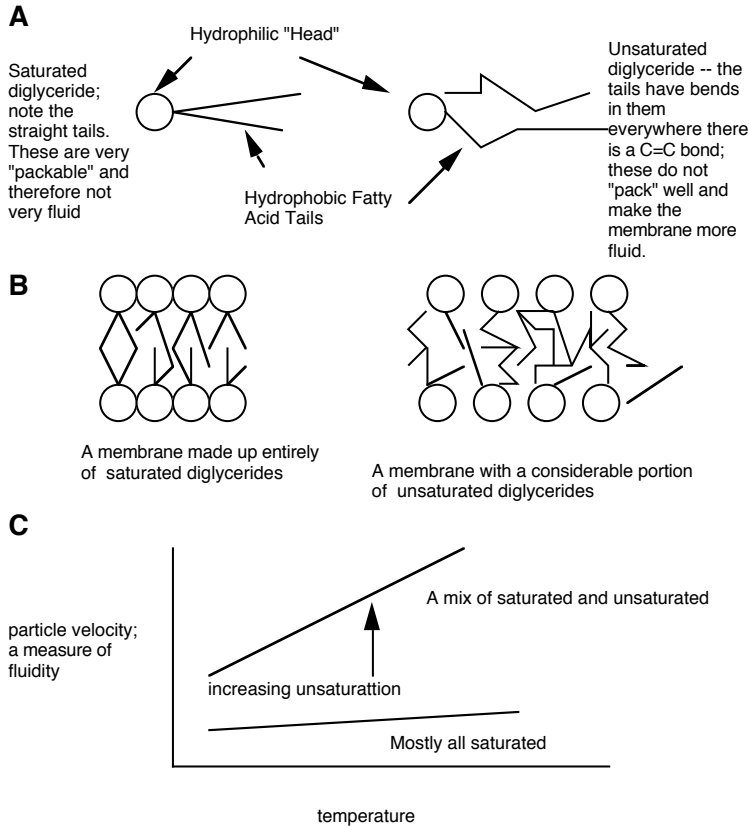 A
Hydrophilic "Head"
Saturated
diglyceride;
note the
straight tails.
These are very
"packable" and
therefore not
very fluid
Hydrophobic Fatty
Acid Tails
Unsaturated
diglyceride -- the
tails have bends
in them
everywhere there
is a C=C bond;
these do not
"pack" well and
make the
membrane more
fluid.
B
A membrane made up entirely
of saturated diglycerides
A membrane with a considerable portion
of unsaturated diglycerides
C
particle velocity;
a measure of
fluidity
A mix of saturated and unsaturated
increasing unsaturattion
Mostly all saturated
temperature